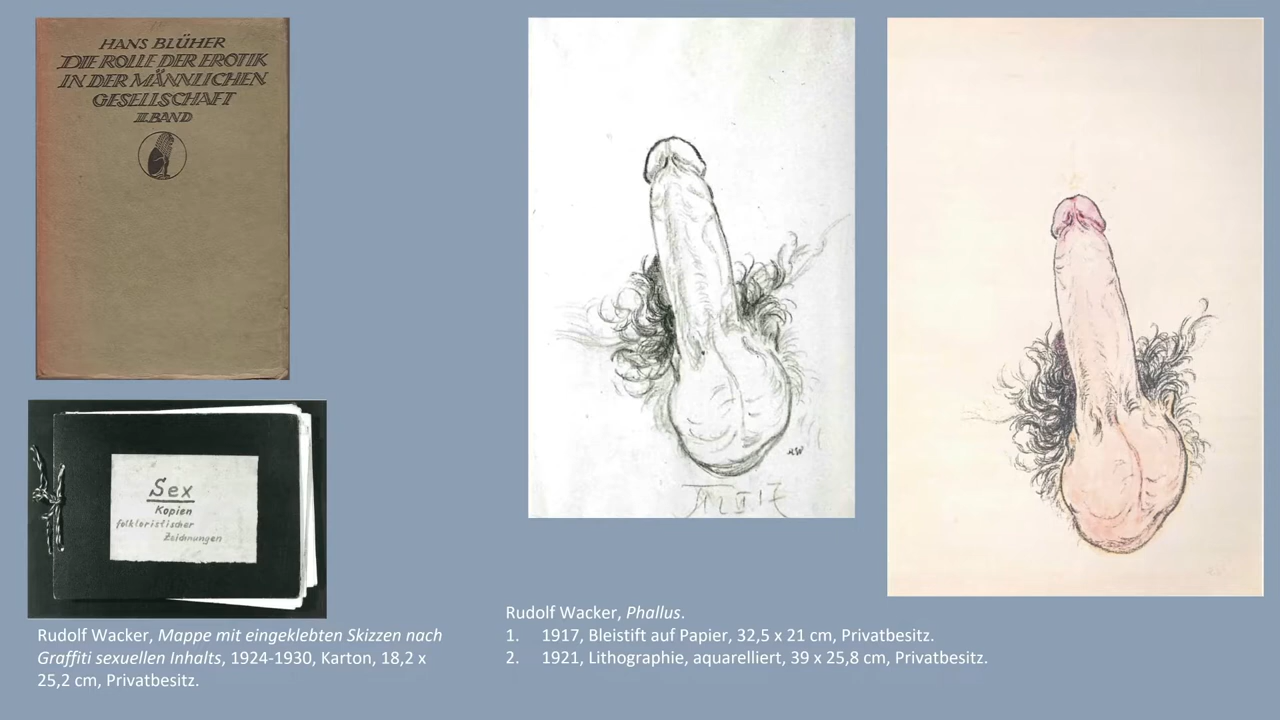 HANS BLÜHER
DIE ROLLE DER EROTIK
IN DER MÄNNLICHEN
GESELLSCHAFT
II. BAND
Sex
Kopien
folkloristischer
Zeichnungen
Rudolf Wacker, Mappe mit eingeklebten Skizzen nach
Graffiti sexuellen Inhalts, 1924-1930, Karton, 18,2 x
25,2 cm, Privatbesitz.
RW
Rudolf Wacker, Phallus.
1. 1917, Bleistift auf Papier, 32,5 x 21 cm, Privatbesitz.
2. 1921, Lithographie, aquarelliert, 39 x 25,8 cm, Privatbesitz.